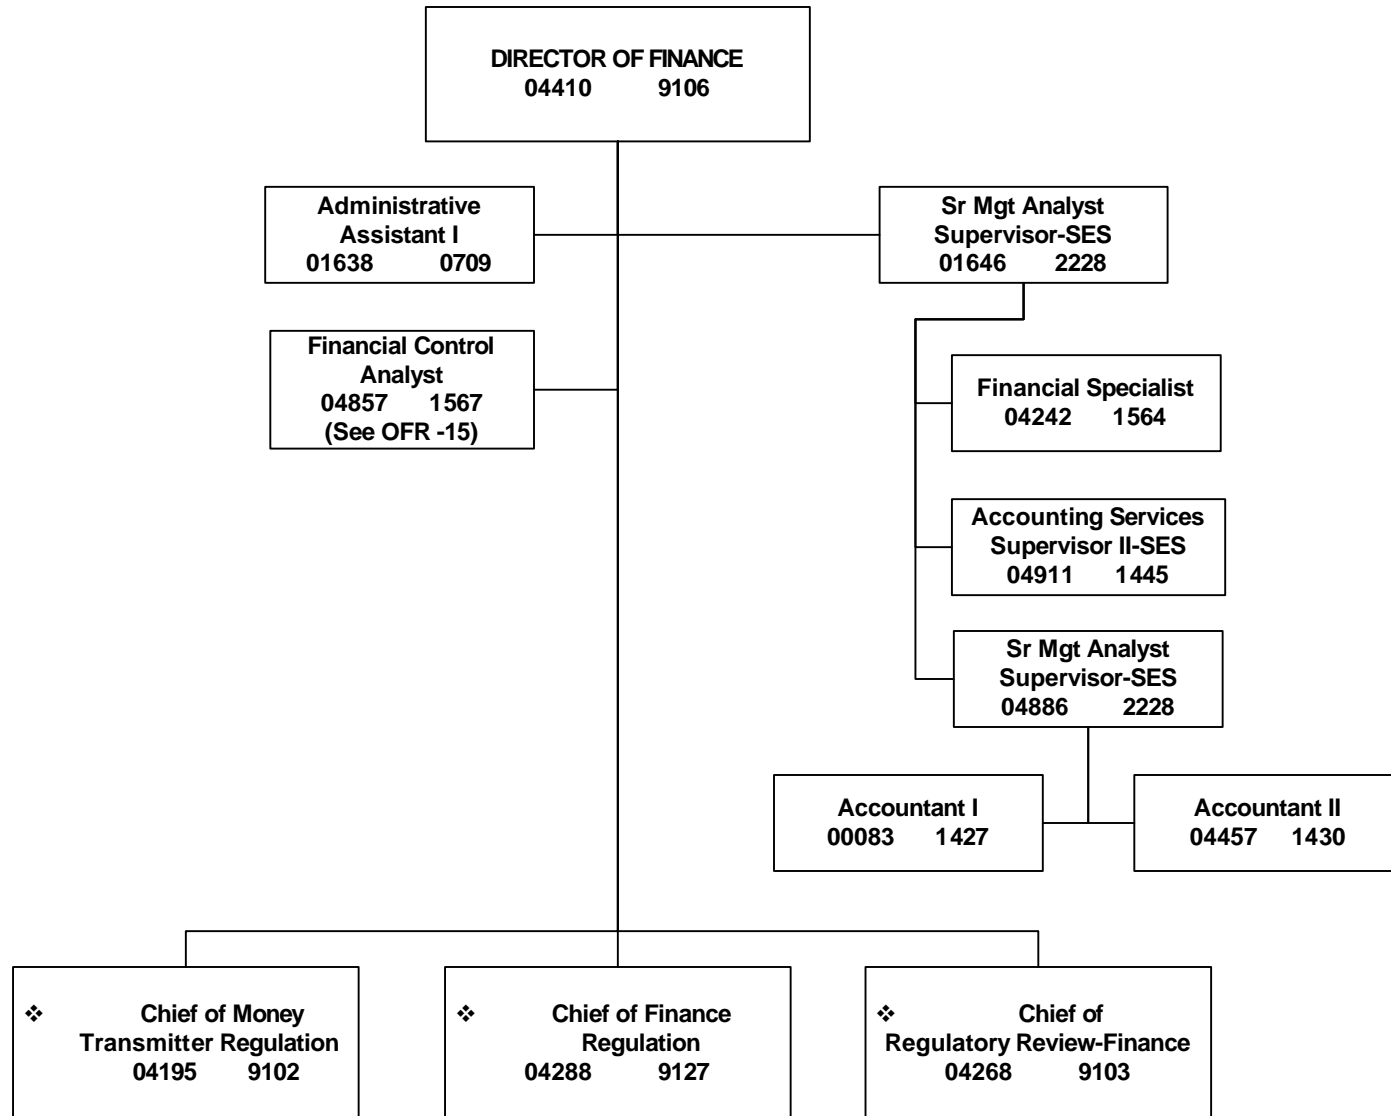 DIRECTOR OF FINANCE
04410 9106
Administrative
Assistant I
01638 0709
Sr Mgt Analyst
Supervisor-SES
01646 2228
Financial Control
Analyst
04857 1567
(See OFR -15)
Financial Specialist
04242 1564
Accounting Services
Supervisor II-SES
04911 1445
Sr Mgt Analyst
Supervisor-SES
04886 2228
Accountant I
00083 1427
Accountant II
04457 1430
❖ Chief of Money
Transmitter Regulation
04195 9102
❖ Chief of Finance
Regulation
04288 9127
❖ Chief of
Regulatory Review-Finance
04268 9103